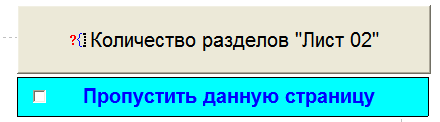 ?{} Количество разделов "Лист 02"
Пропустить данную страницу